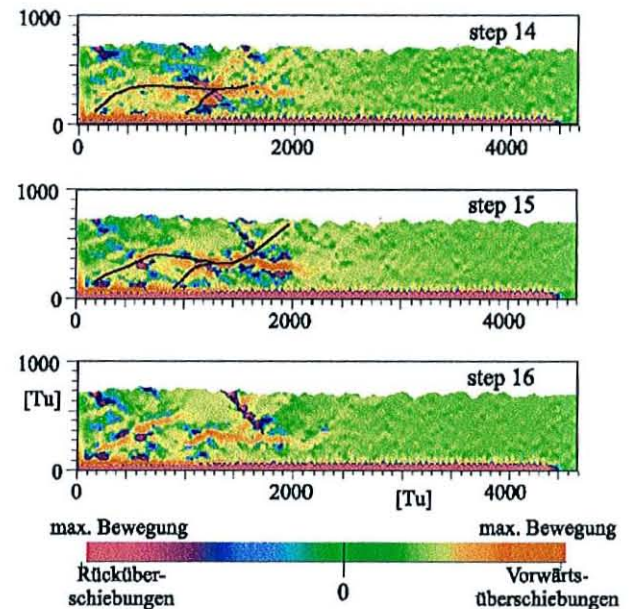 1000
step 14
0
0 2000 4000
1000
step 15
0
0 2000 4000
1000
step 16
[Tu]
0
0 2000 [Tu] 4000
max. Bewegung max. Bewegung
Rücküber-
schiebungen
0
Vorwärts-
überschiebungen